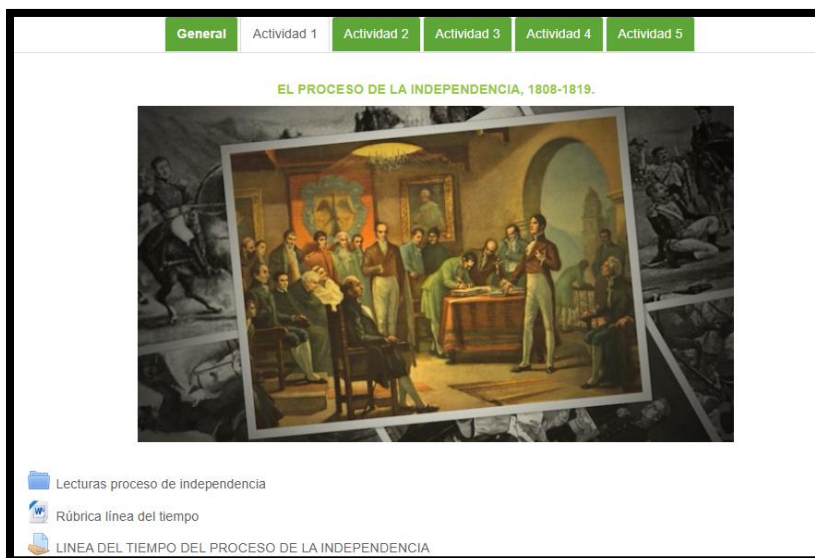 General Actividad 1 Actividad 2 Actividad 3 Actividad 4 Actividad 5
EL PROCESO DE LA INDEPENDENCIA, 1808-1819.
Lecturas proceso de independencia
Rúbrica línea del tiempo
LINEA DEL TIEMPO DEL PROCESO DE LA INDEPENDENCIA